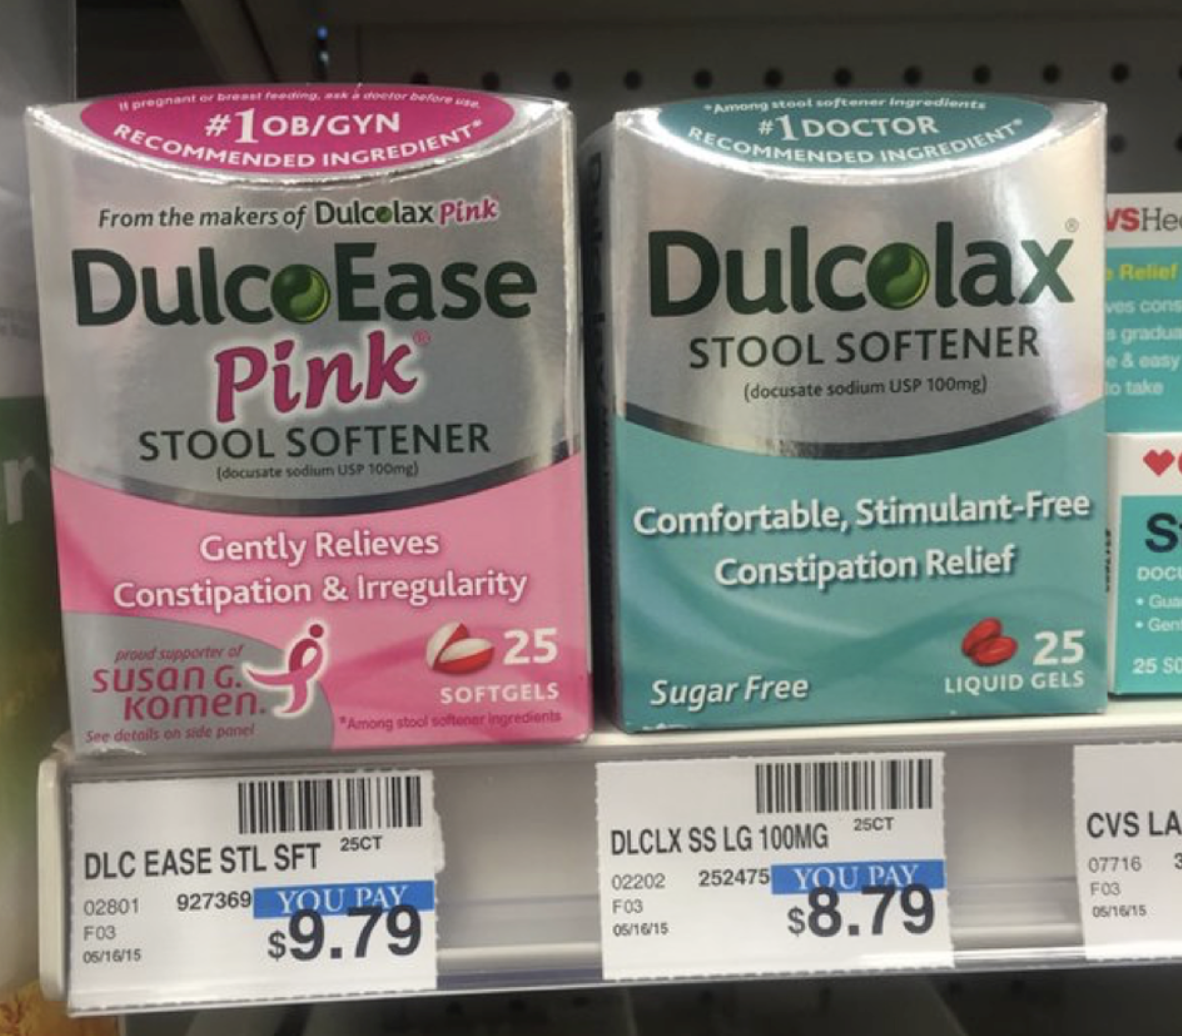 If pregnant or breast feeding, ask a doctor before use.
#1 OB/GYN
RECOMMENDED INGREDIENT*
From the makers of Dulcolax Pink
DulcoEase
Pink®
STOOL SOFTENER
(docusate sodium USP 100mg)
Gently Relieves
Constipation & Irregularity
proud supporter of
susan G.
Komen.
See details on side panel
25
SOFTGELS
*Among stool softener ingredients
*Among stool softener ingredients
#1 DOCTOR
RECOMMENDED INGREDIENT*
Dulcolax®
STOOL SOFTENER
(docusate sodium USP 100mg)
Comfortable, Stimulant-Free
Constipation Relief
Sugar Free
25
LIQUID GELS
Relief
to take
& easy
25
DLC EASE STL SFT 25CT
02801 927369 YOU PAY
F03
05/16/15
$9.79
DLCLX SS LG 100MG 25CT
02202 252475 YOU PAY
F03
05/16/15
$8.79
CVS LA
07716
F03
05/16/15